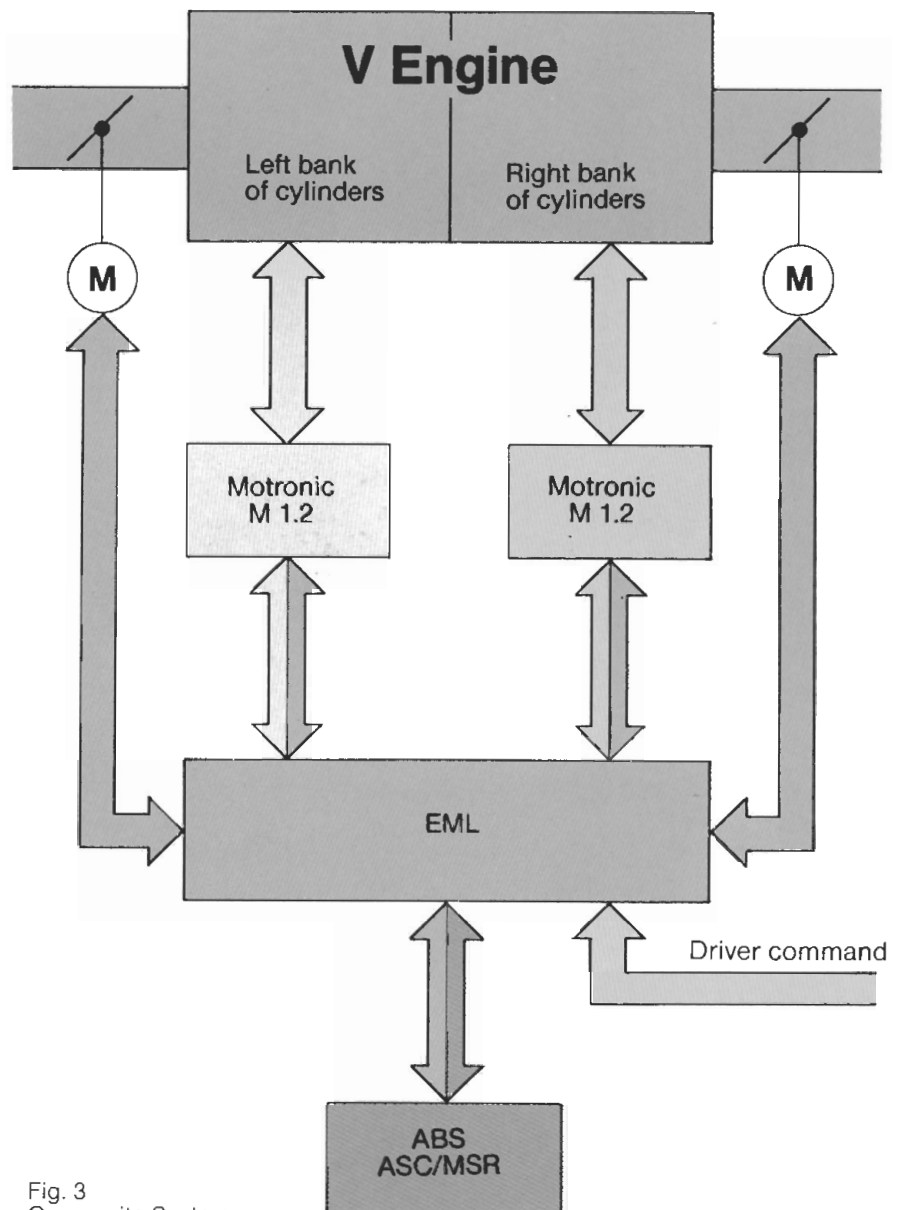 V Engine
Left bank
of cylinders
Right bank
of cylinders
M
M
Motronic
M 1.2
Motronic
M 1.2
EML
Driver command
ABS
ASC/MSR
Fig. 3